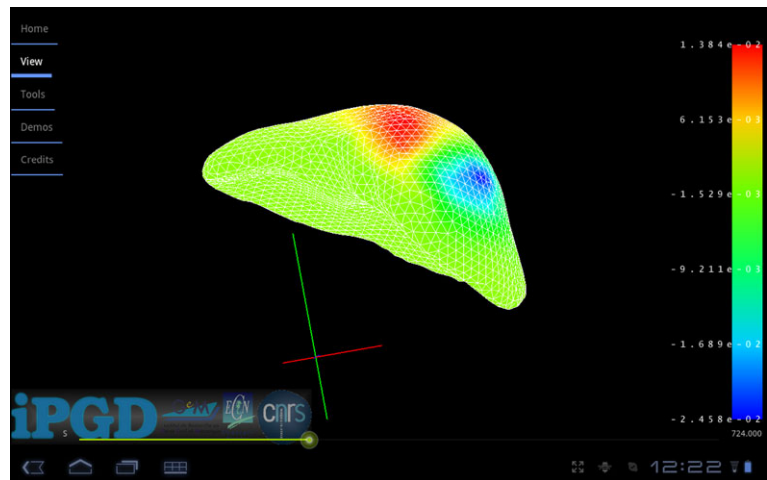 Home
View
Tools
Demos
Credits
1.384e-02
6.153e-03
-1.529e-03
-9.211e-03
-1.689e-02
-2.458e-02
iPGD
GeM
ECN
cnrs
s
724.000
12:22